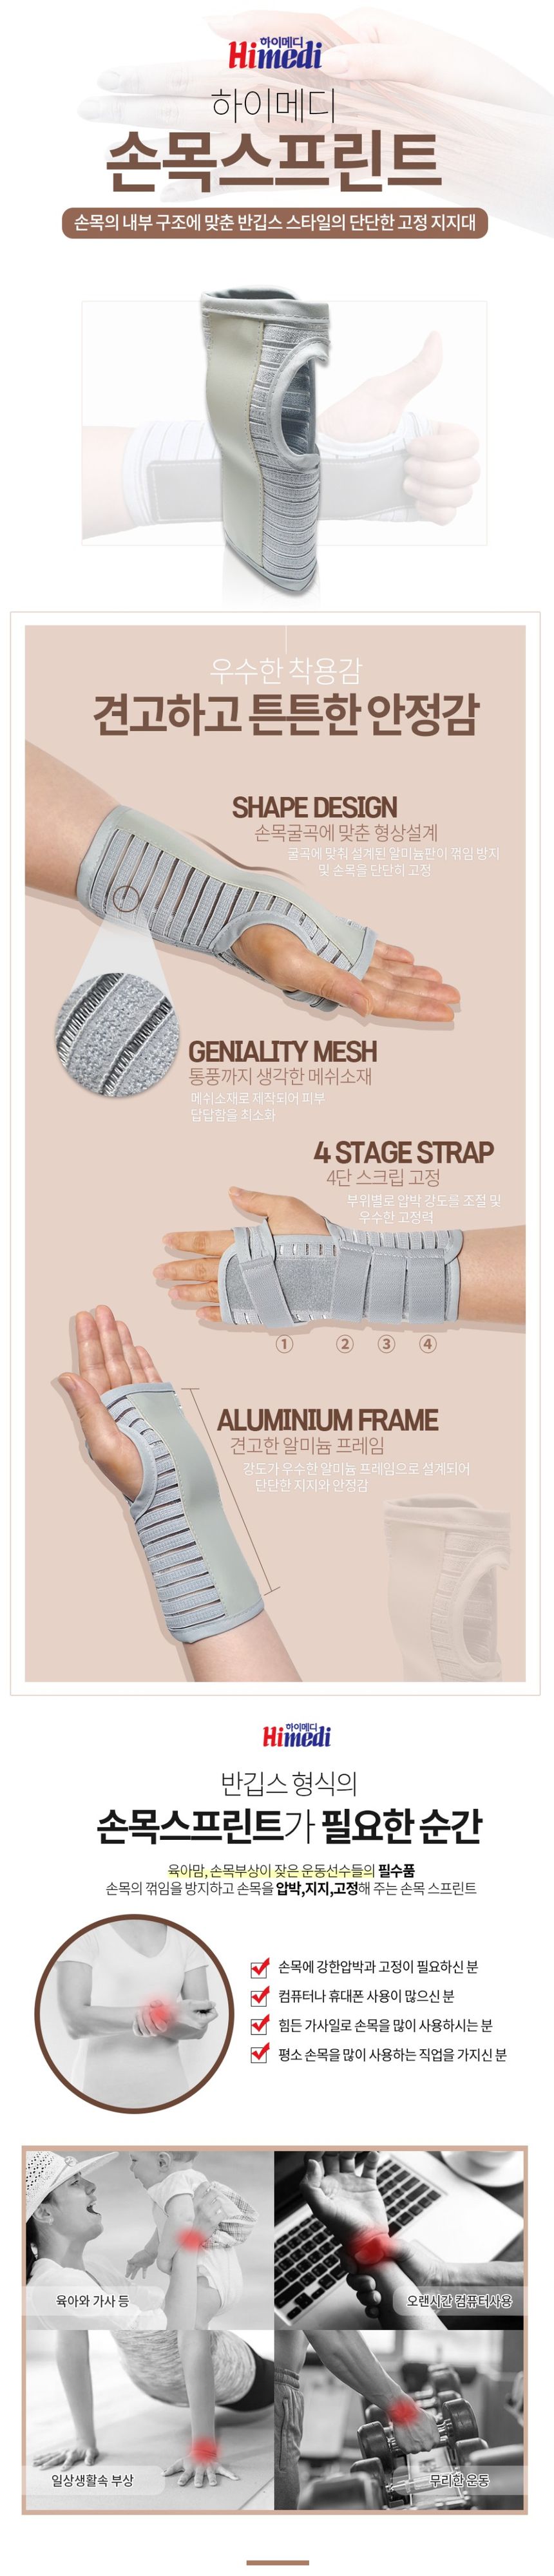 하이메디
Himedi
하이메디
손목스프린트
손목의 내부 구조에 맞춘 반깁스 스타일의 단단한 고정 지지대
우수한 착용감
견고하고 튼튼한 안정감
SHAPE DESIGN
손목굴곡에 맞춘 형상설계
굴곡에 맞춰 설계된 알미늄판이 꺾임 방지
및 손목을 단단히 고정
GENIALITY MESH
통풍까지 생각한 메쉬소재
메쉬소재로 제작되어 피부
답답함을 최소화
4 STAGE STRAP
4단 스크립 고정
부위별로 압박 강도를 조절 및
우수한 고정력
① ② ③ ④
ALUMINIUM FRAME
견고한 알미늄 프레임
강도가 우수한 알미늄 프레임으로 설계되어
단단한 지지와 안정감
하이메디
Himedi
반깁스 형식의
손목스프린트가 필요한 순간
육아맘, 손목부상이 잦은 운동선수들의 필수품
손목의 꺾임을 방지하고 손목을 압박,지지,고정해 주는 손목 스프린트
손목에 강한압박과 고정이 필요하신 분
컴퓨터나 휴대폰 사용이 많으신 분
힘든 가사일로 손목을 많이 사용하시는 분
평소 손목을 많이 사용하는 직업을 가지신 분
육아와 가사 등
오랜시간 컴퓨터사용
일상생활속 부상
무리한 운동